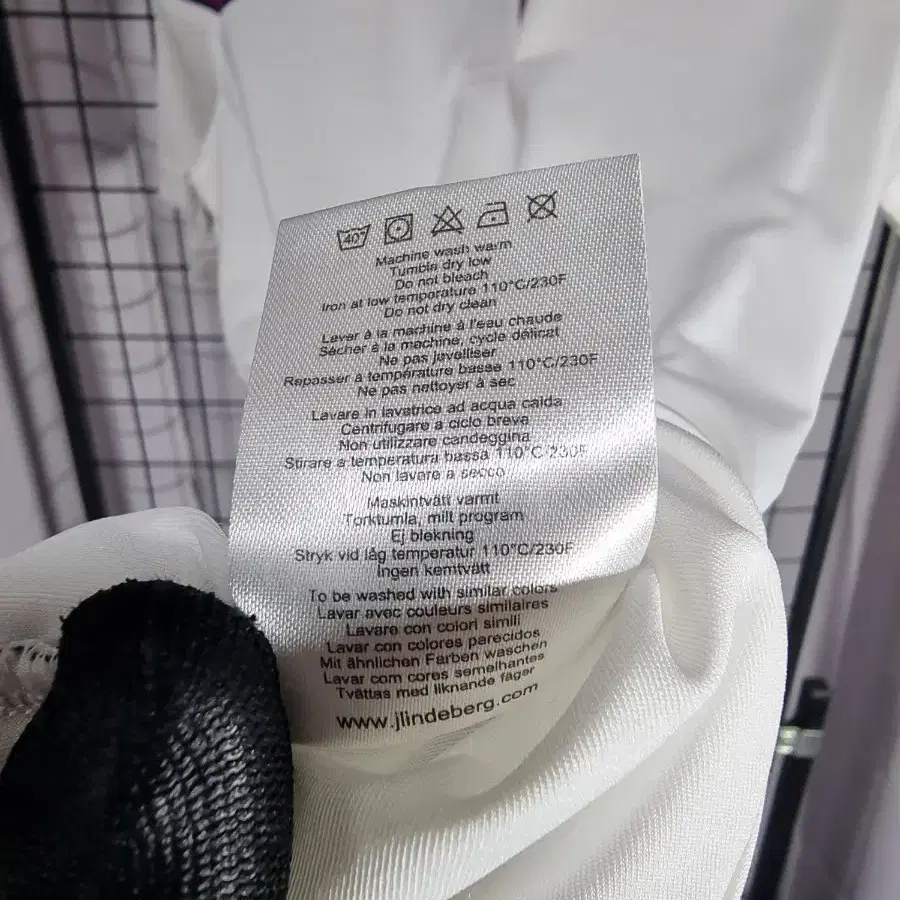 40°
Machine wash warm
Tumbln dry low
Do not bleach
Iron at low temperature 110°C/230F
Do not dry clean
Laver à la machine à l'eau chaude
Sécher à la machine, cycle délicat
Ne pas javelliser
Repasser à température basse 110°C/230F
Ne pas nettoyer à sec
Lavare in lavatrice ad acqua calda
Centrifugare a ciclo breve
Non utilizzare candeggina
Stirare a temperatura bassa 110°C/230F
Non lavare a secco
Maskintvätt varmt
Torktumla, milt program
Ej blekning
Stryk vid låg temperatur 110°C/230F
Ingen kemtvätt
To be washed with similar colors
Lavar avec couleurs similaires
Lavare con colori simili
Lavar con colores parecidos
Mit ähnlichen Farben waschen
Lavar com cores semelhantes
Tvättas med liknande fäger
www.jlindeberg.com